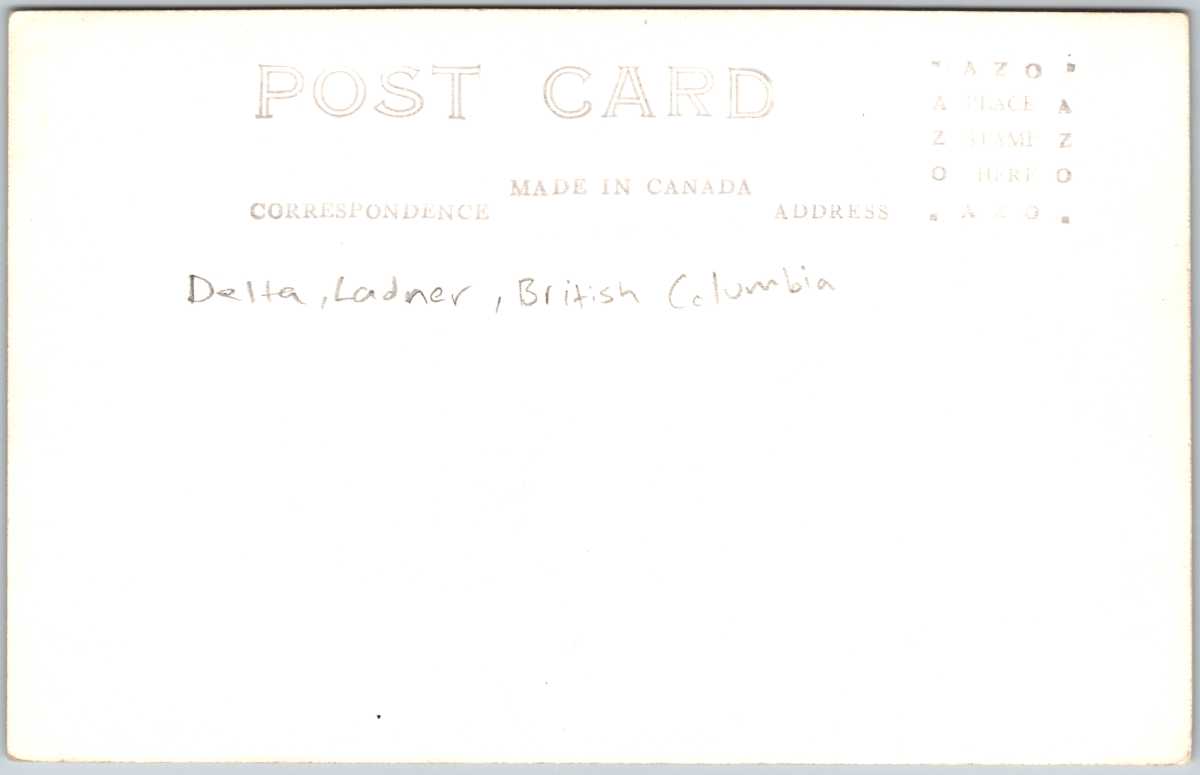 POST CARD
MADE IN CANADA
CORRESPONDENCE
ADDRESS
AZO
A PLACE A
Z STAMP Z
O HERE O
AZO
Delta, Ladner, British Columbia